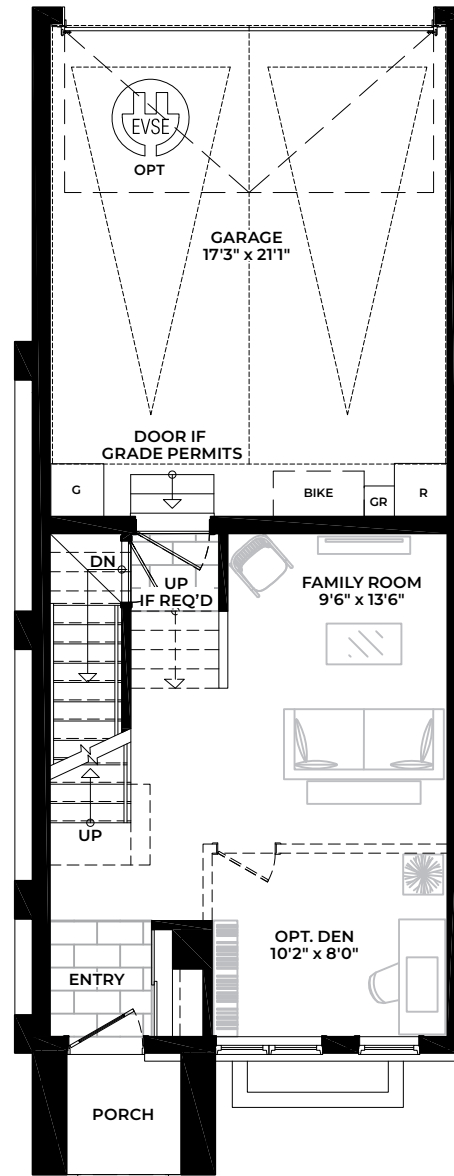 EVSE
OPT
GARAGE
17'3" x 21'1"
DOOR IF
GRADE PERMITS
G
BIKE
GR
R
DN
UP
IF REQ'D
FAMILY ROOM
9'6" x 13'6"
UP
OPT. DEN
10'2" x 8'0"
ENTRY
PORCH